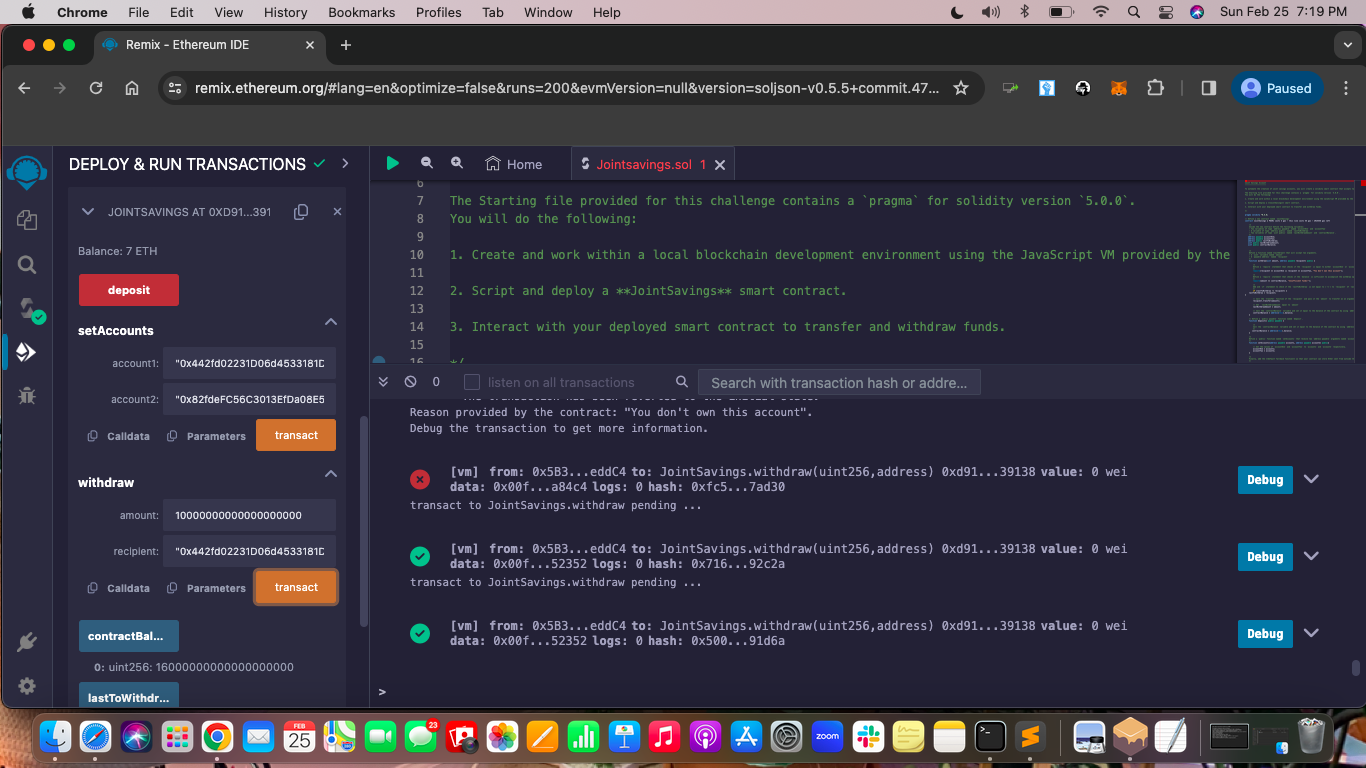 Chrome File Edit View History Bookmarks Profiles Tab Window Help Sun Feb 25 7:19 PM
Remix - Ethereum IDE
remix.ethereum.org/#lang=en&optimize=false&runs=200&evmVersion=null&version=soljson-v0.5.5+commit.47...
Paused
DEPLOY & RUN TRANSACTIONS
JOINTSAVINGS AT 0XD91...391
Balance: 7 ETH
deposit
setAccounts
account1: "0x442fd02231D06d4533181D
account2: "0x82fdeFC56C3013EfDa08E5
Calldata Parameters transact
withdraw
amount: 10000000000000000000
recipient: "0x442fd02231D06d4533181D
Calldata Parameters transact
contractBal...
0: uint256: 16000000000000000000
lastToWithdr...
Home Jointsavings.sol 1
6
7 The Starting file provided for this challenge contains a `pragma` for solidity version `5.0.0`.
8 You will do the following:
9
10 1. Create and work within a local blockchain development environment using the JavaScript VM provided by the
11
12 2. Script and deploy a **JointSavings** smart contract.
13
14 3. Interact with your deployed smart contract to transfer and withdraw funds.
15
16 */
0 listen on all transactions Search with transaction hash or addre...
The transaction has been reverted to the initial state.
Reason provided by the contract: "You don't own this account".
Debug the transaction to get more information.
[vm] from: 0x5B3...eddC4 to: JointSavings.withdraw(uint256,address) 0xd91...39138 value: 0 wei
data: 0x00f...a84c4 logs: 0 hash: 0xfc5...7ad30
Debug
transact to JointSavings.withdraw pending ...
[vm] from: 0x5B3...eddC4 to: JointSavings.withdraw(uint256,address) 0xd91...39138 value: 0 wei
data: 0x00f...52352 logs: 0 hash: 0x716...92c2a
Debug
transact to JointSavings.withdraw pending ...
[vm] from: 0x5B3...eddC4 to: JointSavings.withdraw(uint256,address) 0xd91...39138 value: 0 wei
data: 0x00f...52352 logs: 0 hash: 0x500...91d6a
Debug
>
FEB
25
23
zoom